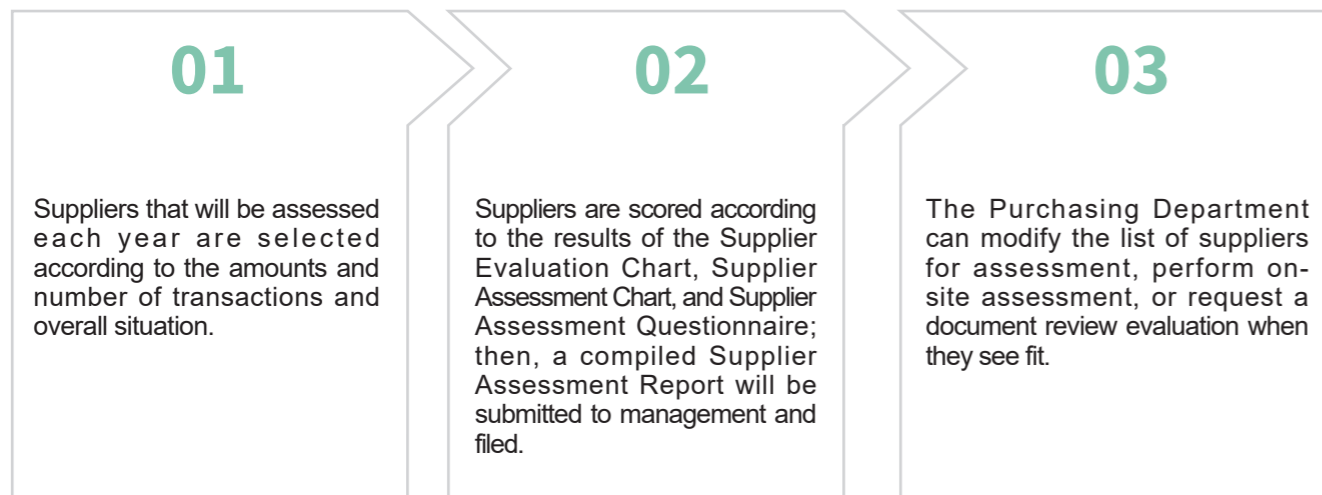 01
Suppliers that will be assessed
each year are selected
according to the amounts and
number of transactions and
overall situation.
02
Suppliers are scored according
to the results of the Supplier
Evaluation Chart, Supplier
Assessment Chart, and Supplier
Assessment Questionnaire;
then, a compiled Supplier
Assessment Report will be
submitted to management and
filed.
03
The Purchasing Department
can modify the list of suppliers
for assessment, perform on-
site assessment, or request a
document review evaluation when
they see fit.